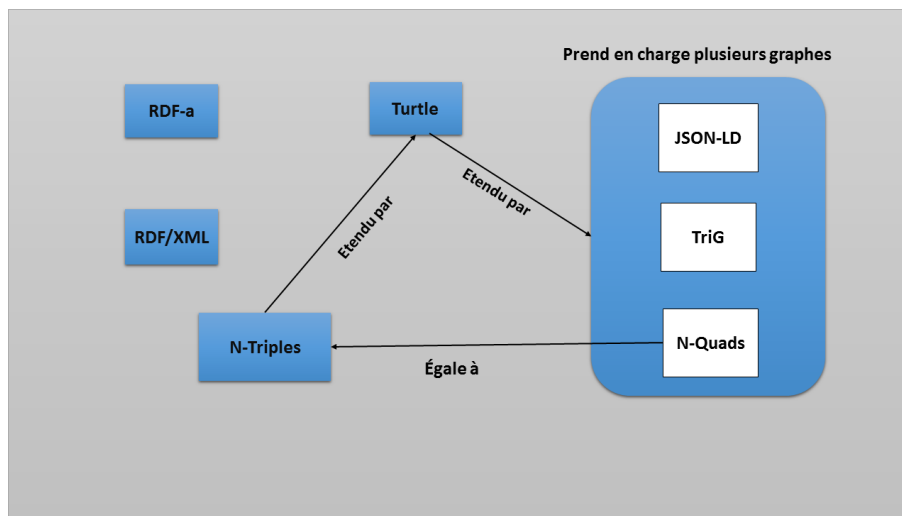 Prend en charge plusieurs graphes
RDF-a
Turtle
JSON-LD
Etendu par
Etendu par
RDF/XML
TriG
N-Triples
N-Quads
Égale à